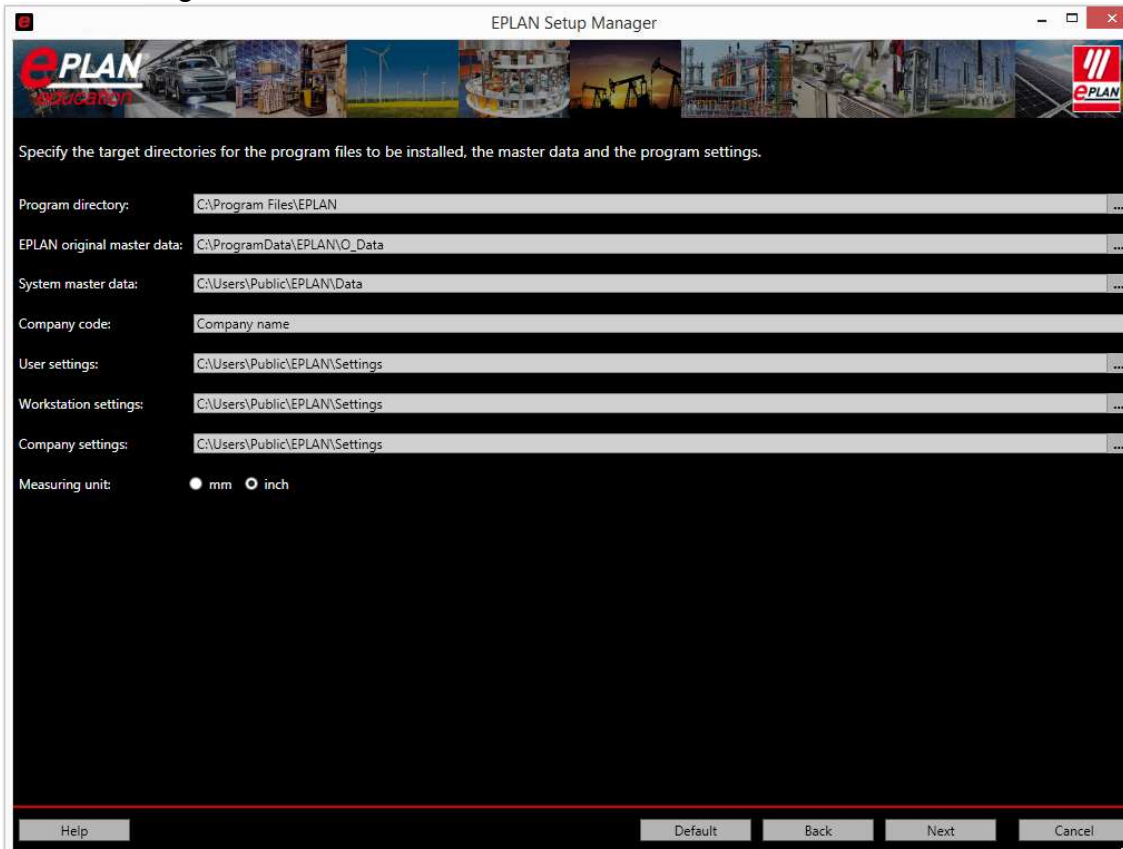 EPLAN Setup Manager
ePLAN
education
ePLAN
Specify the target directories for the program files to be installed, the master data and the program settings.
Program directory: C:\Program Files\EPLAN ...
EPLAN original master data: C:\ProgramData\EPLAN\O_Data ...
System master data: C:\Users\Public\EPLAN\Data ...
Company code: Company name
User settings: C:\Users\Public\EPLAN\Settings ...
Workstation settings: C:\Users\Public\EPLAN\Settings ...
Company settings: C:\Users\Public\EPLAN\Settings ...
Measuring unit: mm inch
Help Default Back Next Cancel